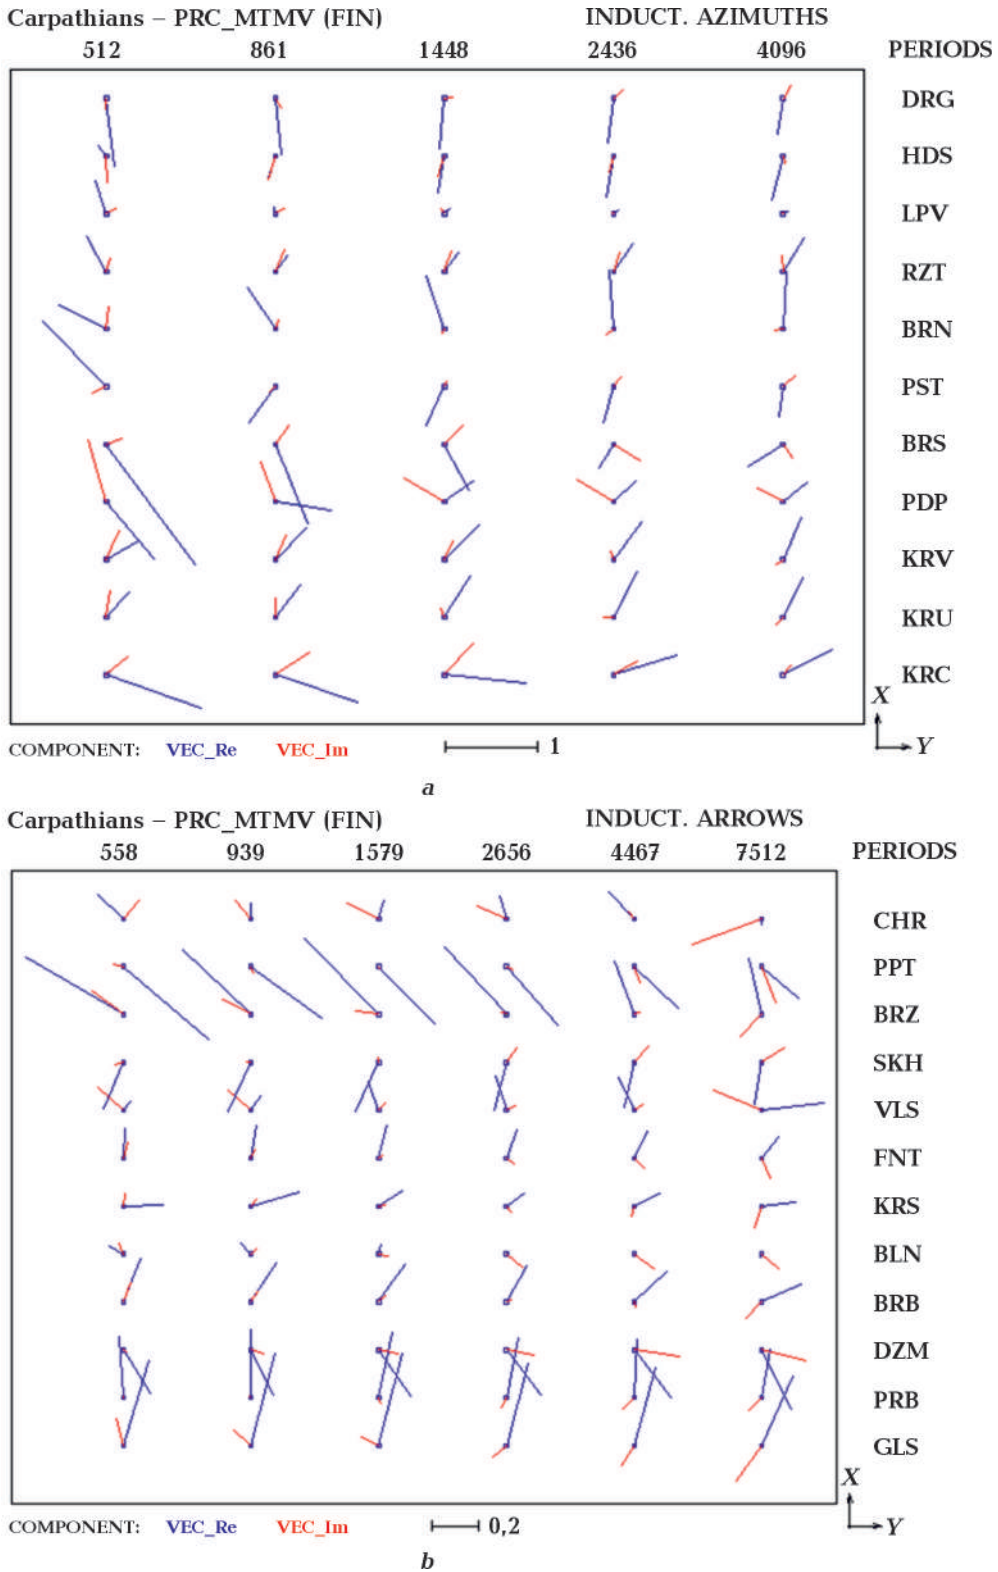 Carpathians – PRC_MTMV (FIN) INDUCT. AZIMUTHS
512 861 1448 2436 4096 PERIODS
DRG
HDS
LPV
RZT
BRN
PST
BRS
PDP
KRV
KRU
KRC
X
Y
COMPONENT: VEC_Re VEC_Im 1
a
Carpathians – PRC_MTMV (FIN) INDUCT. ARROWS
558 939 1579 2656 4467 7512 PERIODS
CHR
PPT
BRZ
SKH
VLS
FNT
KRS
BLN
BRB
DZM
PRB
GLS
X
Y
COMPONENT: VEC_Re VEC_Im 0,2
b